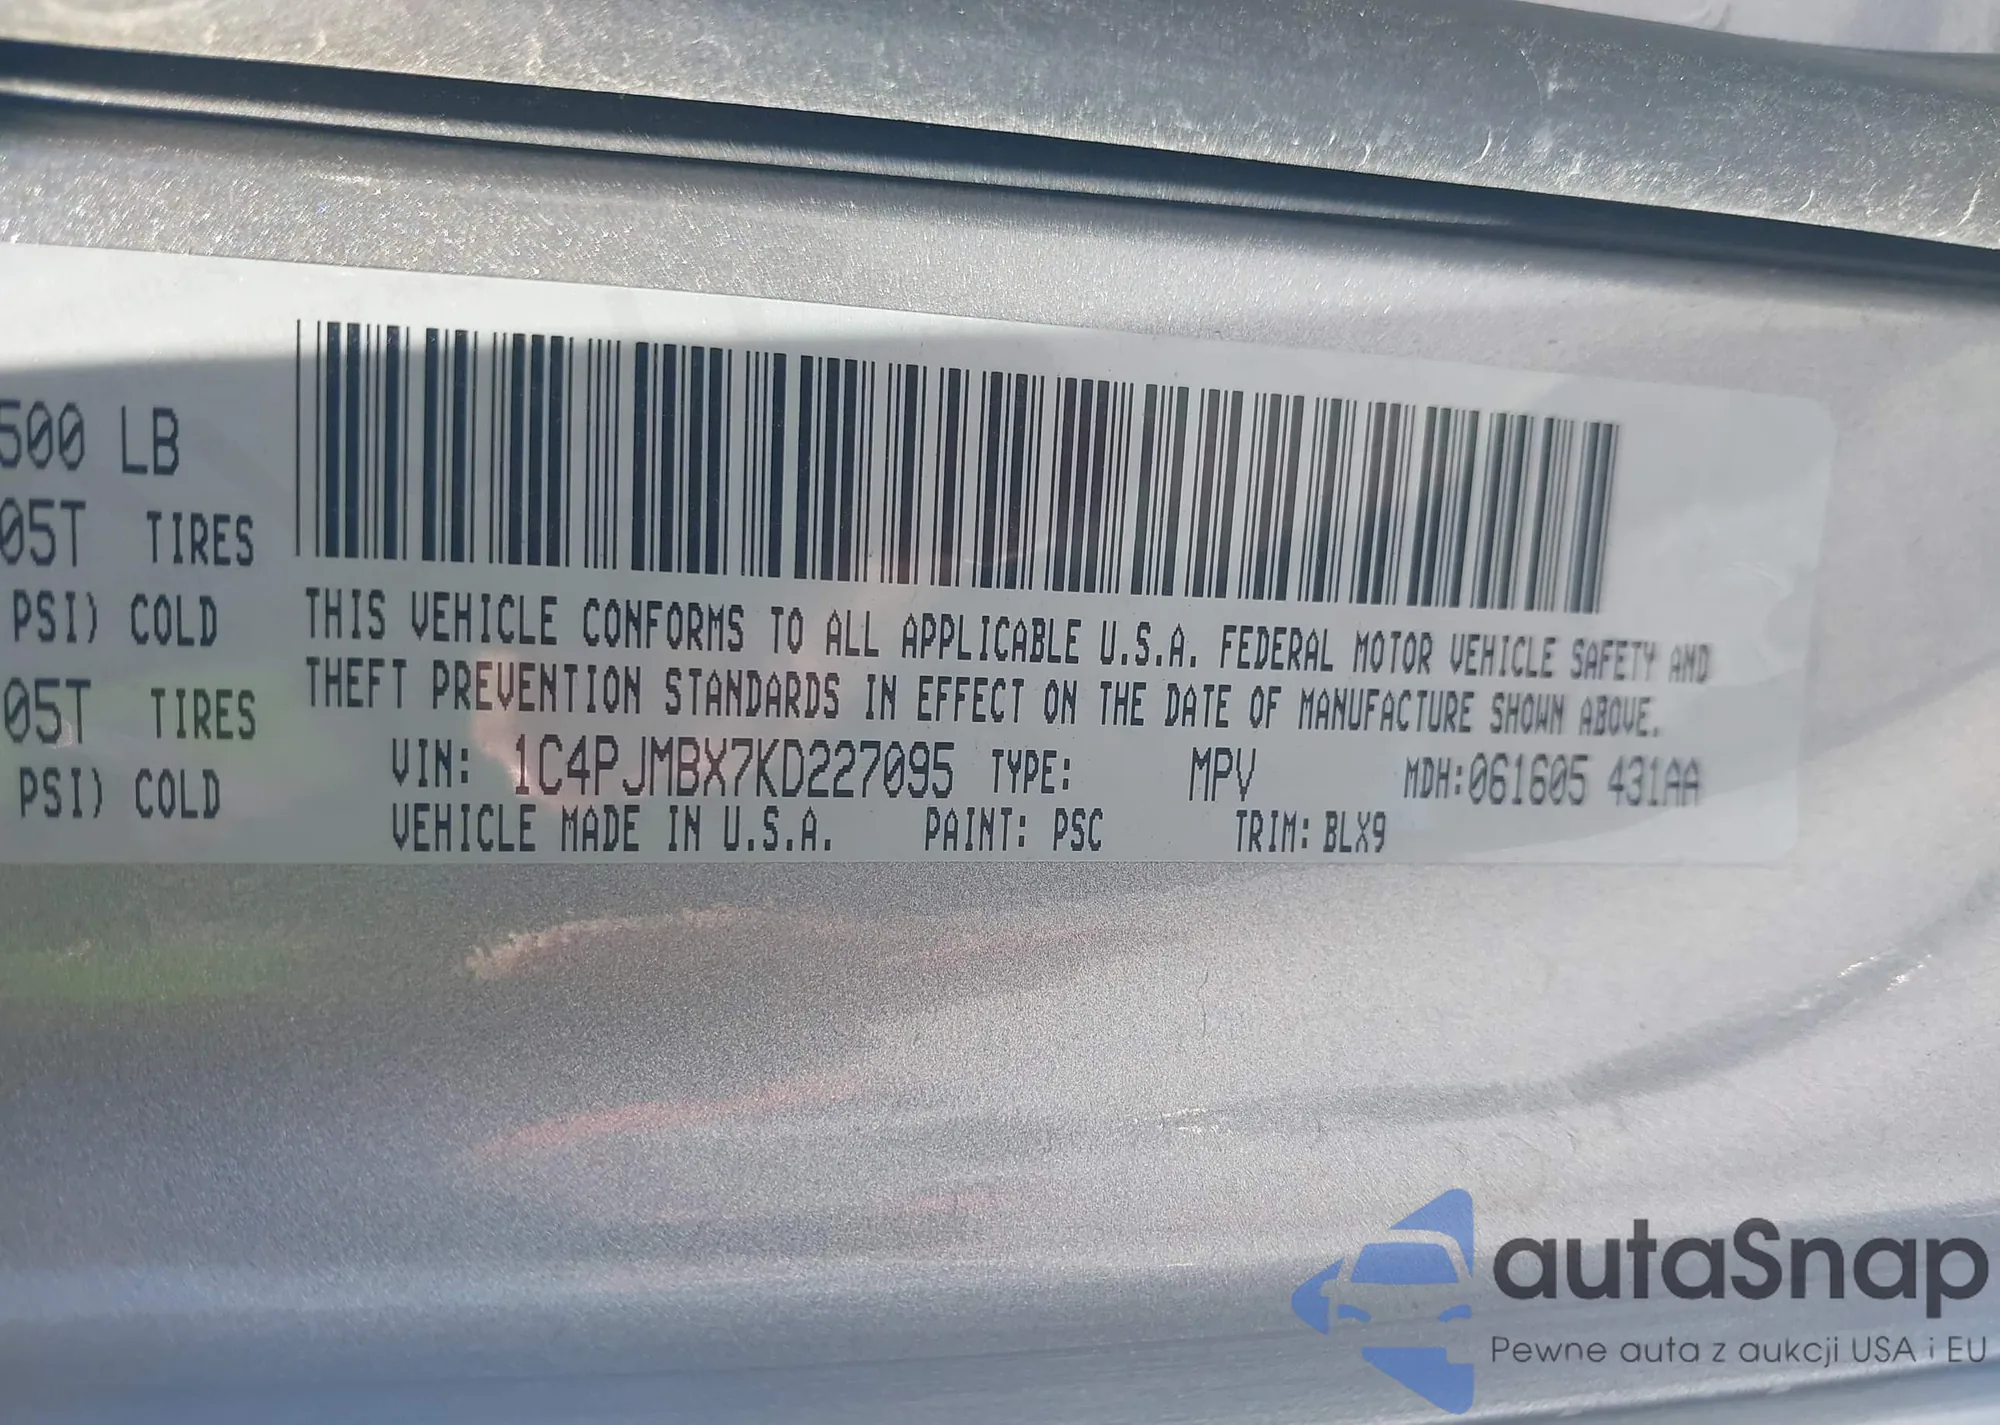 500 LB
05T TIRES
PSI) COLD
05T TIRES
PSI) COLD
THIS VEHICLE CONFORMS TO ALL APPLICABLE U.S.A. FEDERAL MOTOR VEHICLE SAFETY AND
THEFT PREVENTION STANDARDS IN EFFECT ON THE DATE OF MANUFACTURE SHOWN ABOVE.
VIN: 1C4PJMBX7KD227095 TYPE: MPV MDH:061605 431AA
VEHICLE MADE IN U.S.A. PAINT: PSC TRIM: BLX9
autaSnap
Pewne auta z aukcji USA i EU